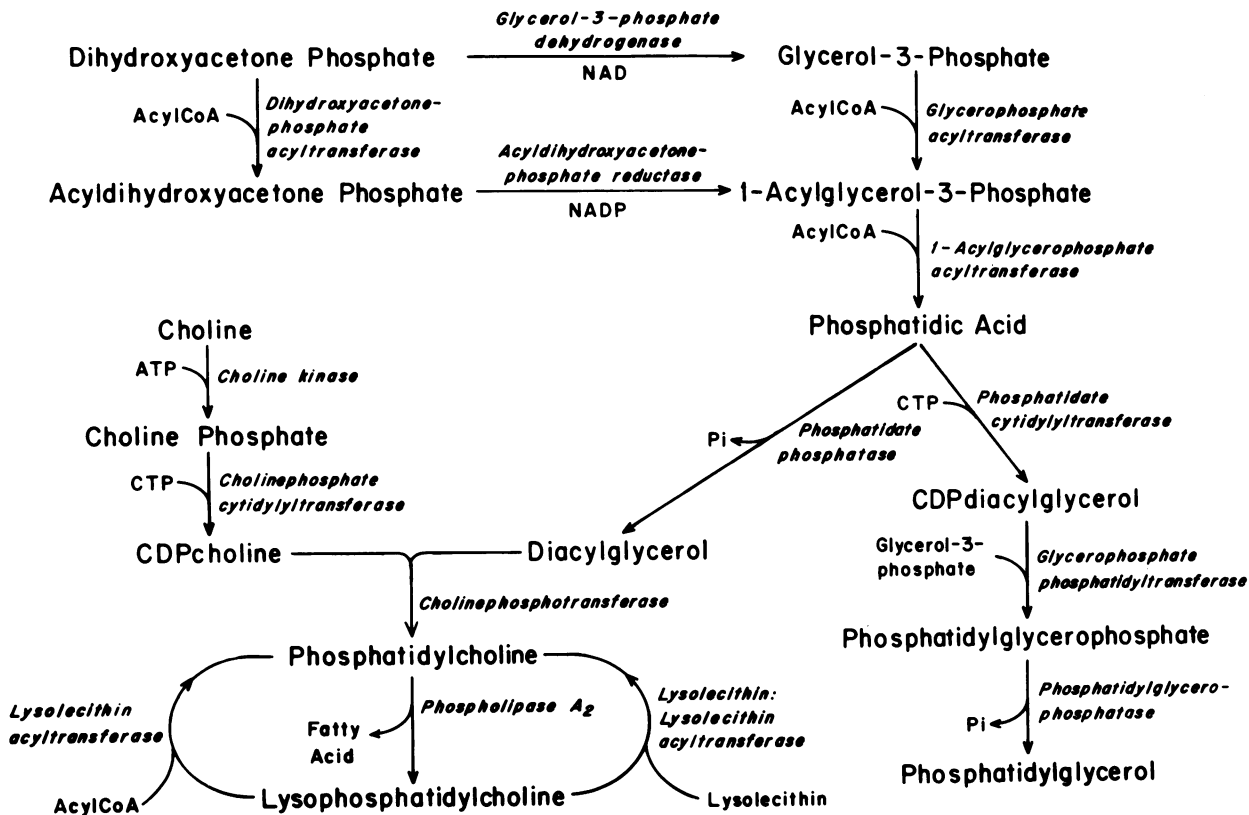 Glycerol-3-phosphate
dehydrogenase
Dihydroxyacetone Phosphate
NAD
Glycerol-3-Phosphate
AcylCoA
Dihydroxyacetone-
phosphate
acyltransferase
AcylCoA
Glycerophosphate
acyltransferase
Acyldihydroxyacetone-
phosphate reductase
Acyldihydroxyacetone Phosphate
NADP
1-Acylglycerol-3-Phosphate
AcylCoA
1-Acylglycerophosphate
acyltransferase
Choline
Phosphatidic Acid
ATP
Choline kinase
CTP
Phosphatidate
cytidylyltransferase
Choline Phosphate
Pi
Phosphatidate
phosphatase
CTP
Cholinephosphate
cytidylyltransferase
CDPdiacylglycerol
CDPcholine
Diacylglycerol
Glycerol-3-
phosphate
Glycerophosphate
phosphatidyltransferase
Cholinephosphotransferase
Phosphatidylcholine
Phosphatidylglycerophosphate
Lysolecithin
acyltransferase
Phospholipase A2
Fatty
Acid
Lysolecithin:
Lysolecithin
acyltransferase
Phosphatidylglycero-
phosphatase
Pi
AcylCoA
Lysophosphatidylcholine
Lysolecithin
Phosphatidylglycerol